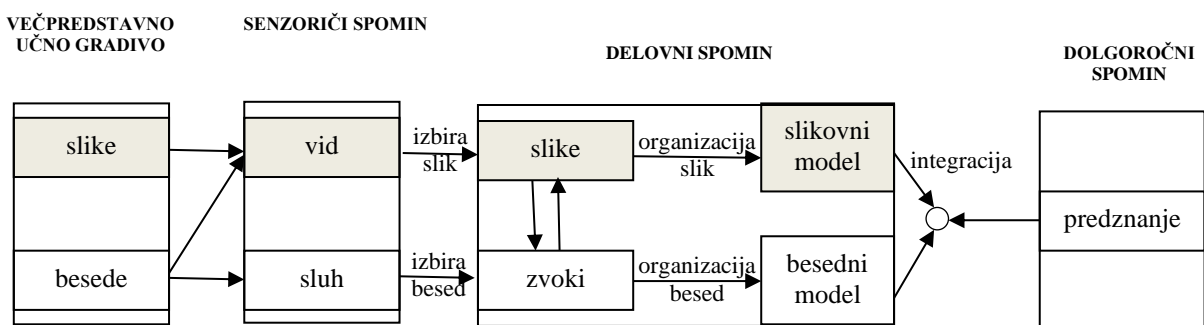 VEČPREDSTAVNO
UČNO GRADIVO
SENZORIČI SPOMIN
DELOVNI SPOMIN
DOLGOROČNI
SPOMIN
slike
vid
izbira
slik
slike
organizacija
slik
slikovni
model
integracija
predznanje
besede
sluh
izbira
besed
zvoki
organizacija
besed
besedni
model